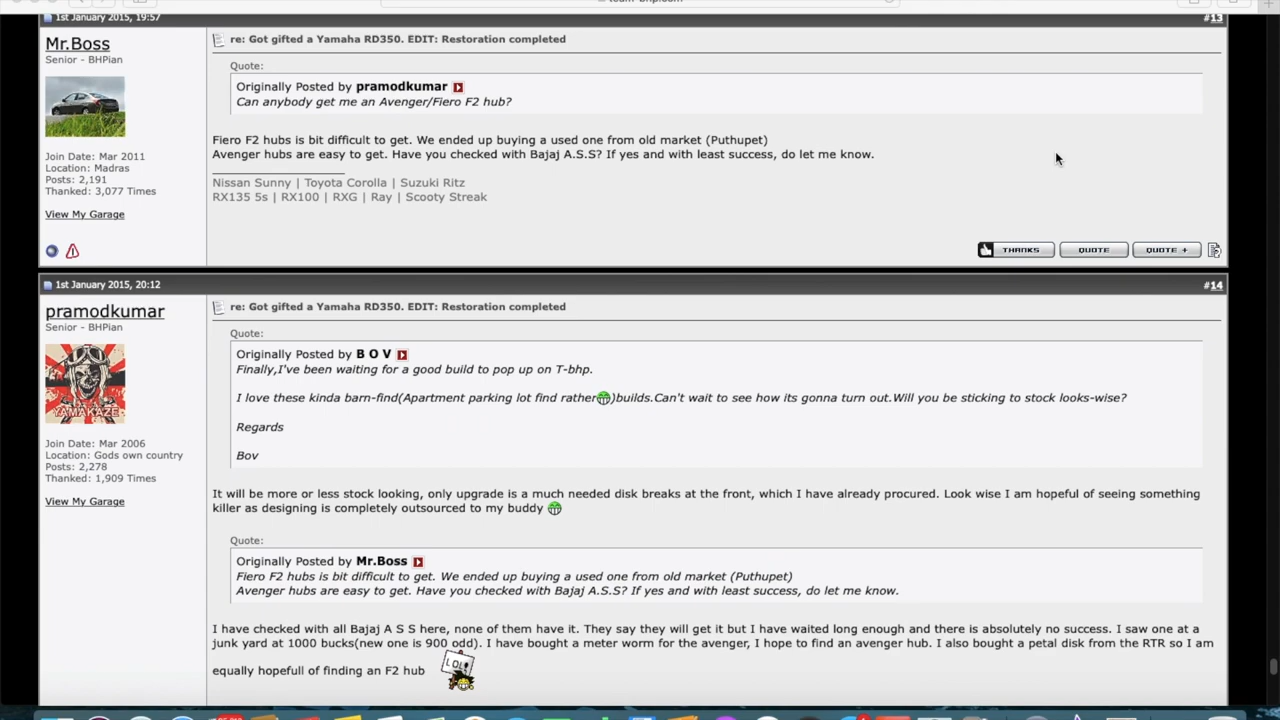 team-bhp.com
1st January 2015, 19:57
#13
Mr.Boss
Senior - BHPian
Join Date: Mar 2011
Location: Madras
Posts: 2,191
Thanked: 3,077 Times
View My Garage
re: Got gifted a Yamaha RD350. EDIT: Restoration completed
Quote:
Originally Posted by pramodkumar
Can anybody get me an Avenger/Fiero F2 hub?
Fiero F2 hubs is bit difficult to get. We ended up buying a used one from old market (Puthupet)
Avenger hubs are easy to get. Have you checked with Bajaj A.S.S? If yes and with least success, do let me know.
Nissan Sunny | Toyota Corolla | Suzuki Ritz
RX135 5s | RX100 | RXG | Ray | Scooty Streak
THANKS QUOTE QUOTE +
1st January 2015, 20:12
#14
pramodkumar
Senior - BHPian
YAMAKAZE
Join Date: Mar 2006
Location: Gods own country
Posts: 2,278
Thanked: 1,909 Times
View My Garage
re: Got gifted a Yamaha RD350. EDIT: Restoration completed
Quote:
Originally Posted by B O V
Finally,I've been waiting for a good build to pop up on T-bhp.
I love these kinda barn-find(Apartment parking lot find rather)builds.Can't wait to see how its gonna turn out.Will you be sticking to stock looks-wise?
Regards
Bov
It will be more or less stock looking, only upgrade is a much needed disk breaks at the front, which I have already procured. Look wise I am hopeful of seeing something
killer as designing is completely outsourced to my buddy
Quote:
Originally Posted by Mr.Boss
Fiero F2 hubs is bit difficult to get. We ended up buying a used one from old market (Puthupet)
Avenger hubs are easy to get. Have you checked with Bajaj A.S.S? If yes and with least success, do let me know.
I have checked with all Bajaj A S S here, none of them have it. They say they will get it but I have waited long enough and there is absolutely no success. I saw one at a
junk yard at 1000 bucks(new one is 900 odd). I have bought a meter worm for the avenger, I hope to find an avenger hub. I also bought a petal disk from the RTR so I am
equally hopefull of finding an F2 hub
LOL!